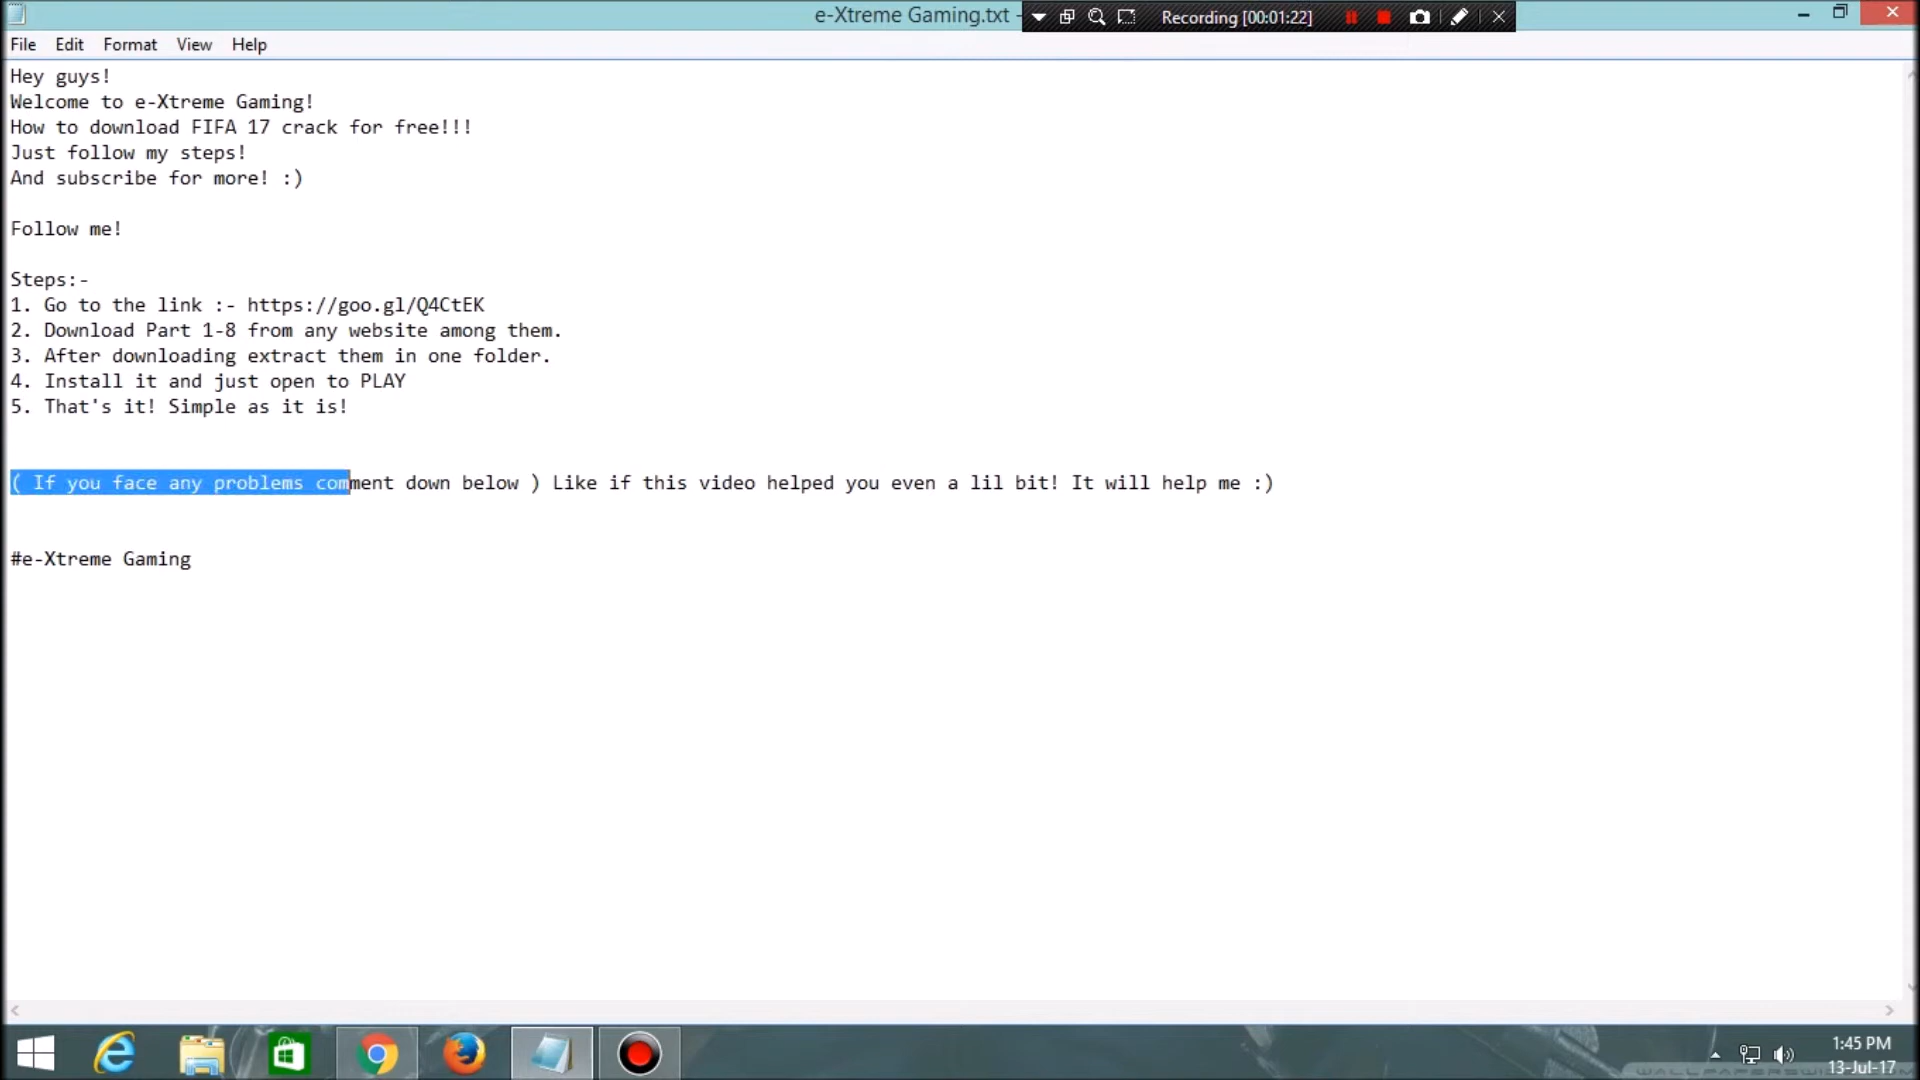 e-Xtreme Gaming.txt -
Recording [00:01:22]
File Edit Format View Help
Hey guys!
Welcome to e-Xtreme Gaming!
How to download FIFA 17 crack for free!!!
Just follow my steps!
And subscribe for more! :)
Follow me!
Steps:-
1. Go to the link :- https://goo.gl/Q4CtEK
2. Download Part 1-8 from any website among them.
3. After downloading extract them in one folder.
4. Install it and just open to PLAY
5. That's it! Simple as it is!
( If you face any problems comment down below ) Like if this video helped you even a lil bit! It will help me :)
#e-Xtreme Gaming
1:45 PM
13-Jul-17